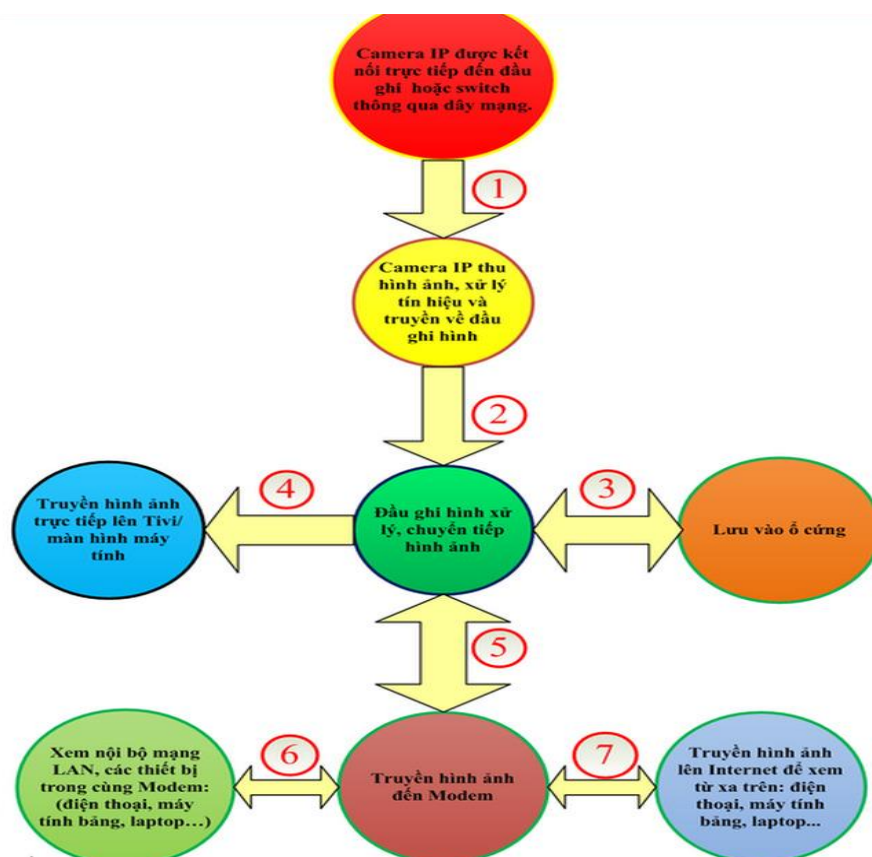 Camera IP được kết
nối trực tiếp đến đầu
ghi hoặc switch
thông qua dây mạng.
1
Camera IP thu
hình ảnh, xử lý
tín hiệu và
truyền về đầu
ghi hình
2
Truyền hình ảnh
trực tiếp lên Tivi/
màn hình máy
tính
4
Đầu ghi hình xử
lý, chuyển tiếp
hình ảnh
3
Lưu vào ổ cứng
5
Xem nội bộ mạng
LAN, các thiết bị
trong cùng Modem:
(điện thoại, máy
tính bảng, laptop…)
6
Truyền hình ảnh
đến Modem
7
Truyền hình ảnh
lên Internet để xem
từ xa trên: điện
thoại, máy tính
bảng, laptop...